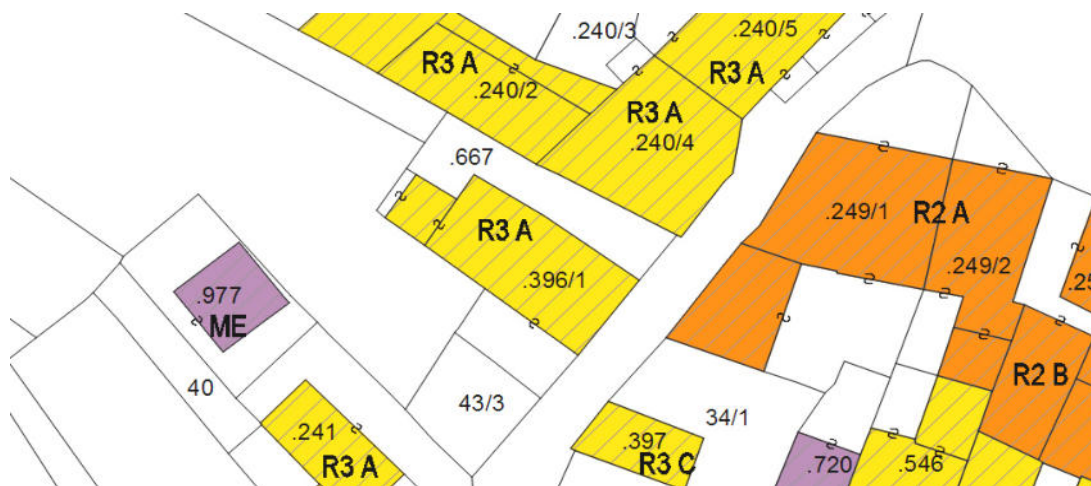 .240/3
.240/5
R3 A
.240/2
R3 A
R3 A
.240/4
.667
R3 A
.396/1
.249/1
R2 A
.249/2
.977
ME
R2 B
40
43/3
34/1
.241
R3 A
.397
R3 C
.720
.546